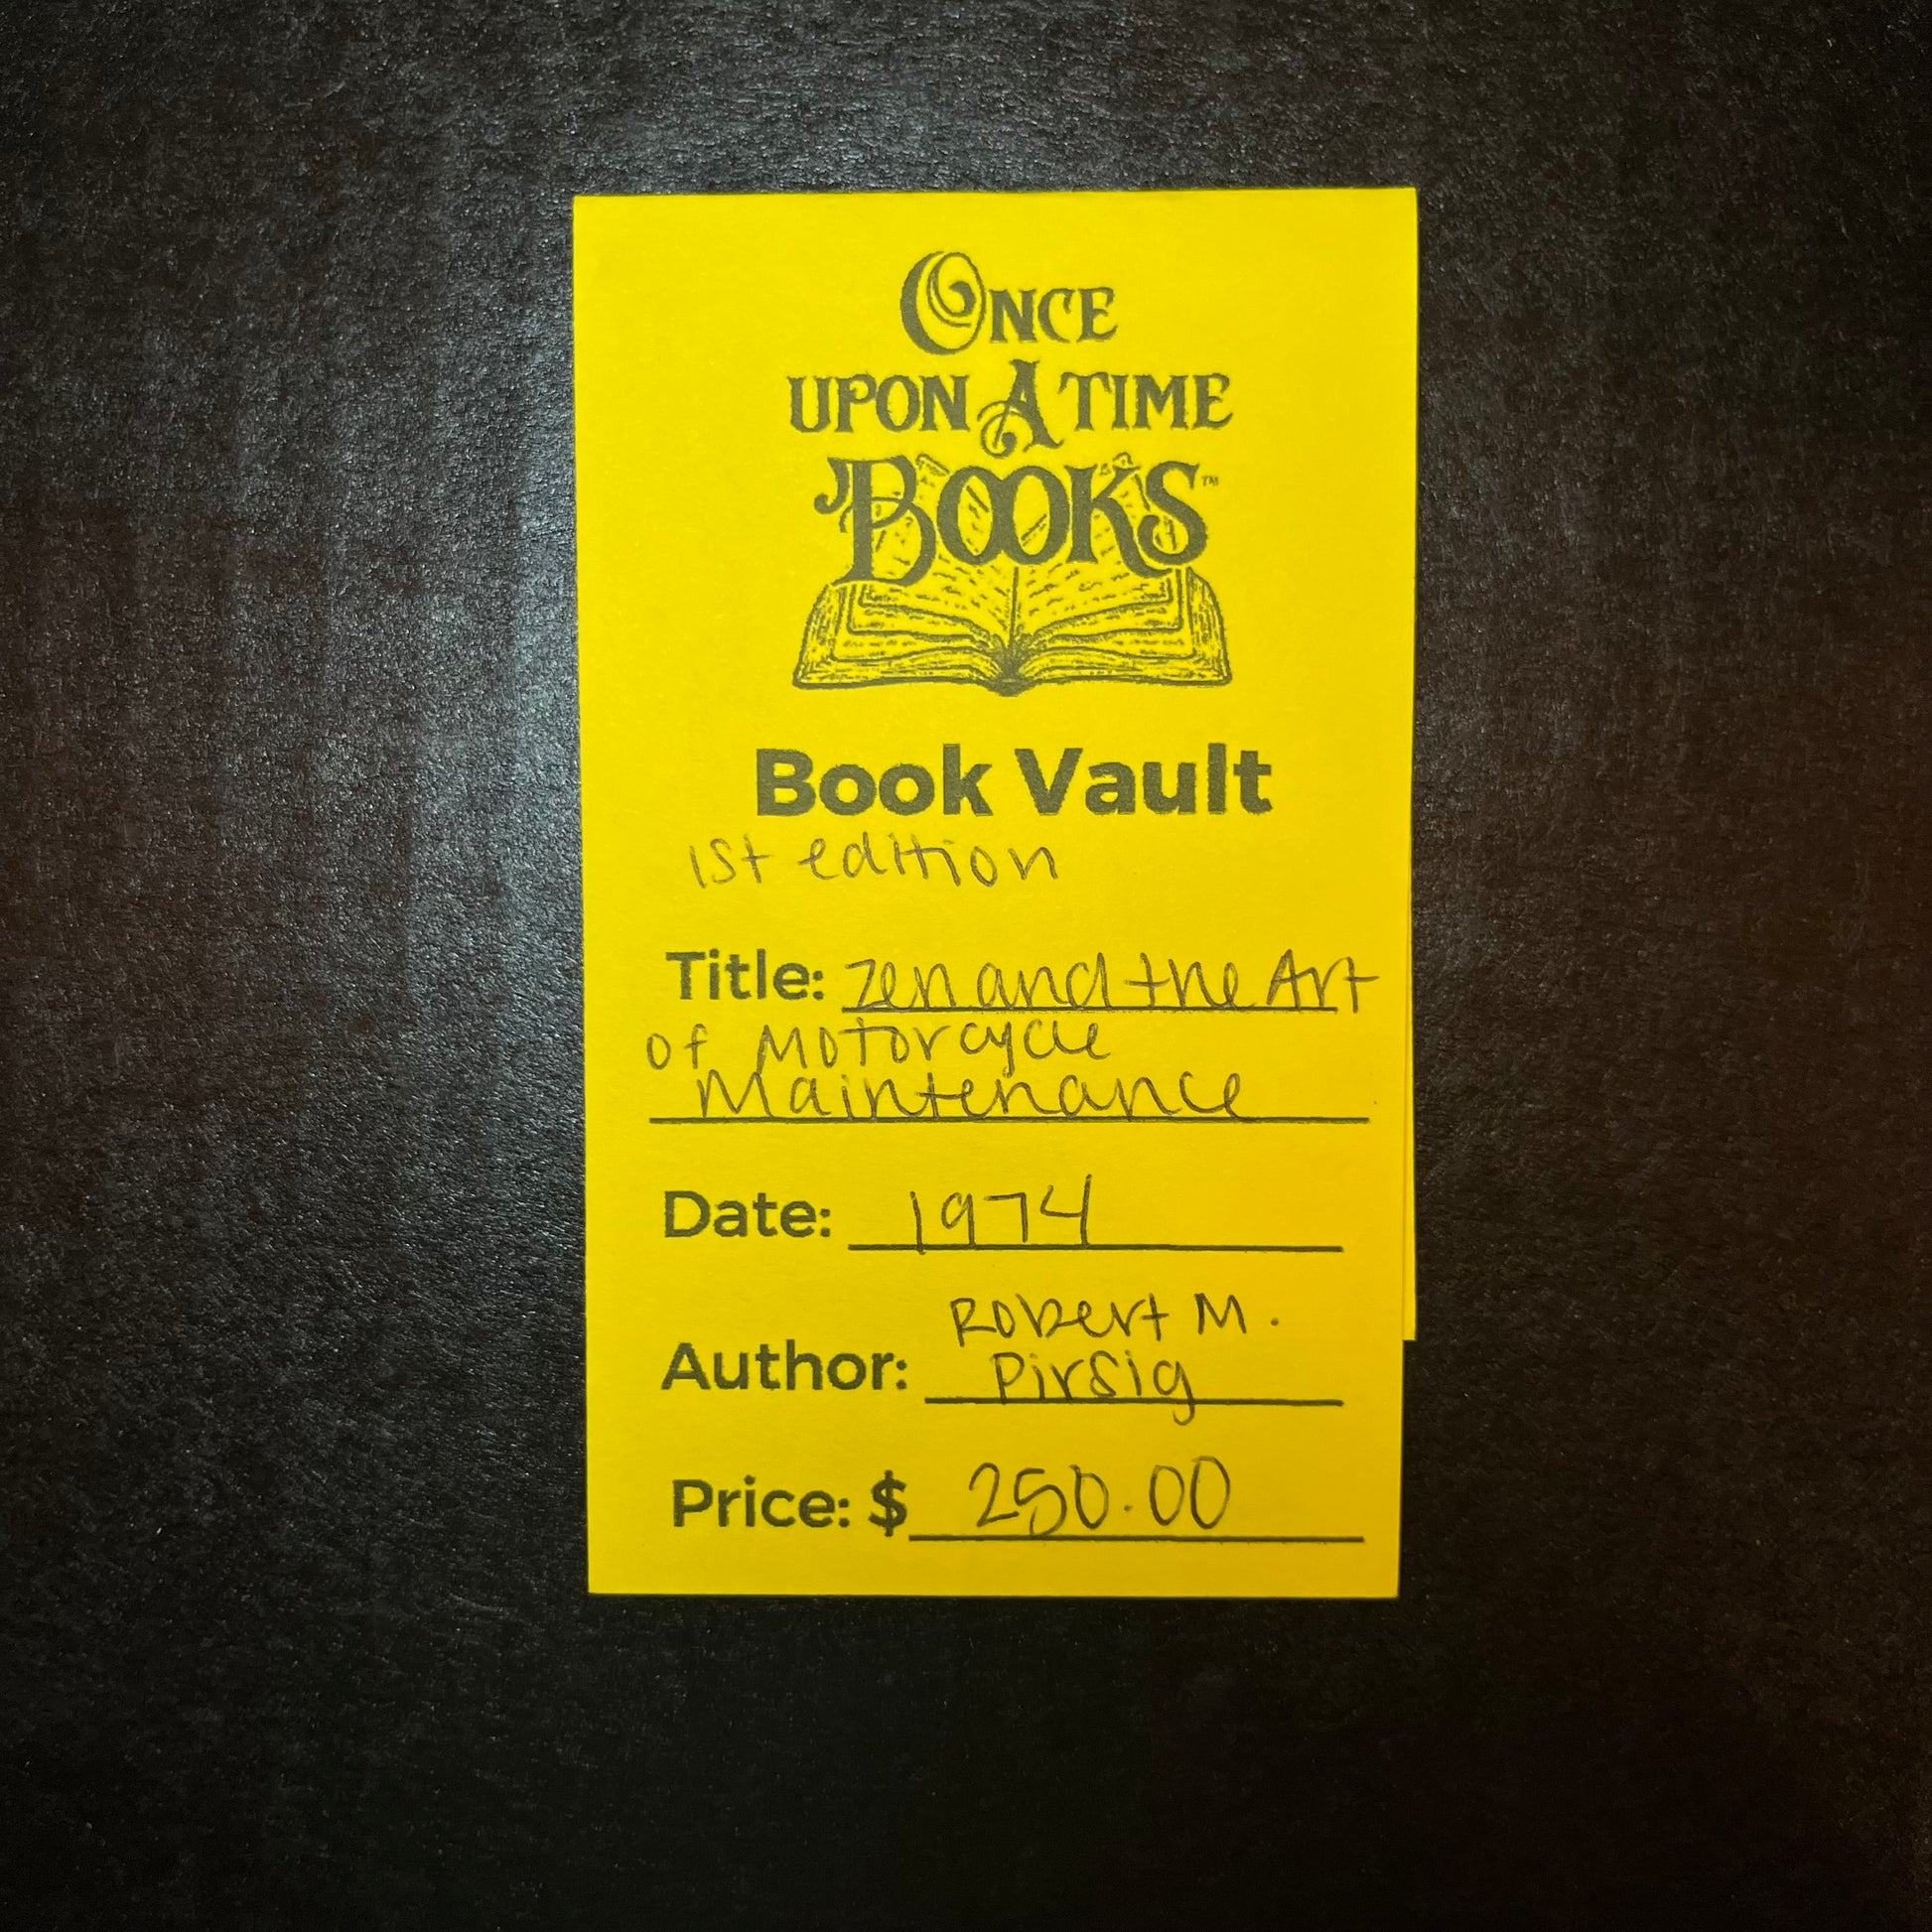 ONCE
UPON A TIME
BOOKS™
Book Vault
1st edition
Title: Zen and the Art
of Motorcycle
Maintenance
Date: 1974
Robert M.
Author: Pirsig
Price: $ 250.00